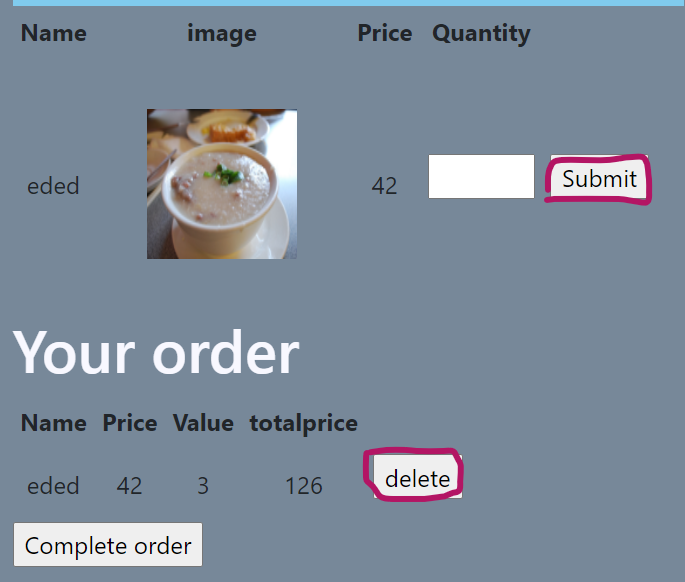 Name image Price Quantity
eded 42 Submit
Your order
Name Price Value totalprice
eded 42 3 126 delete
Complete order